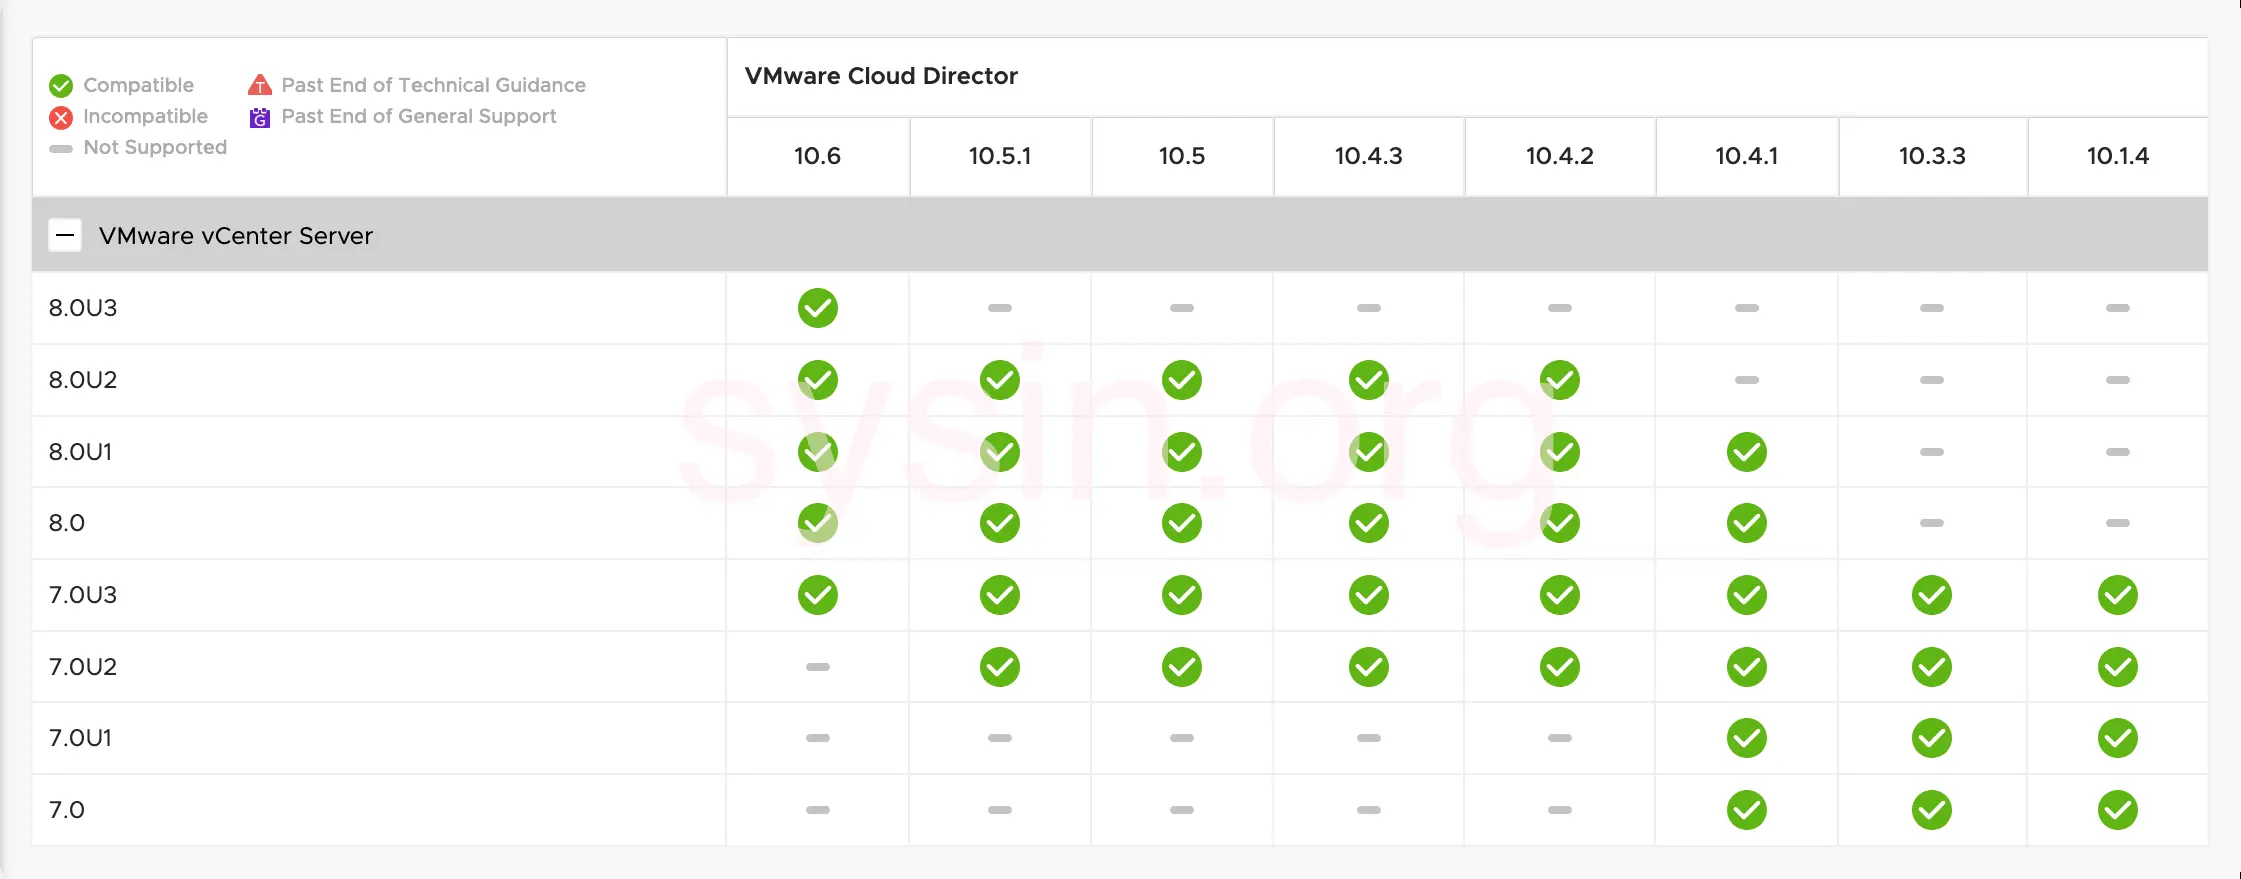 Compatible
Past End of Technical Guidance
Incompatible
Past End of General Support
Not Supported
VMware Cloud Director
10.6 10.5.1 10.5 10.4.3 10.4.2 10.4.1 10.3.3 10.1.4
VMware vCenter Server
8.0U3
8.0U2
8.0U1
8.0
7.0U3
7.0U2
7.0U1
7.0
sysin.org